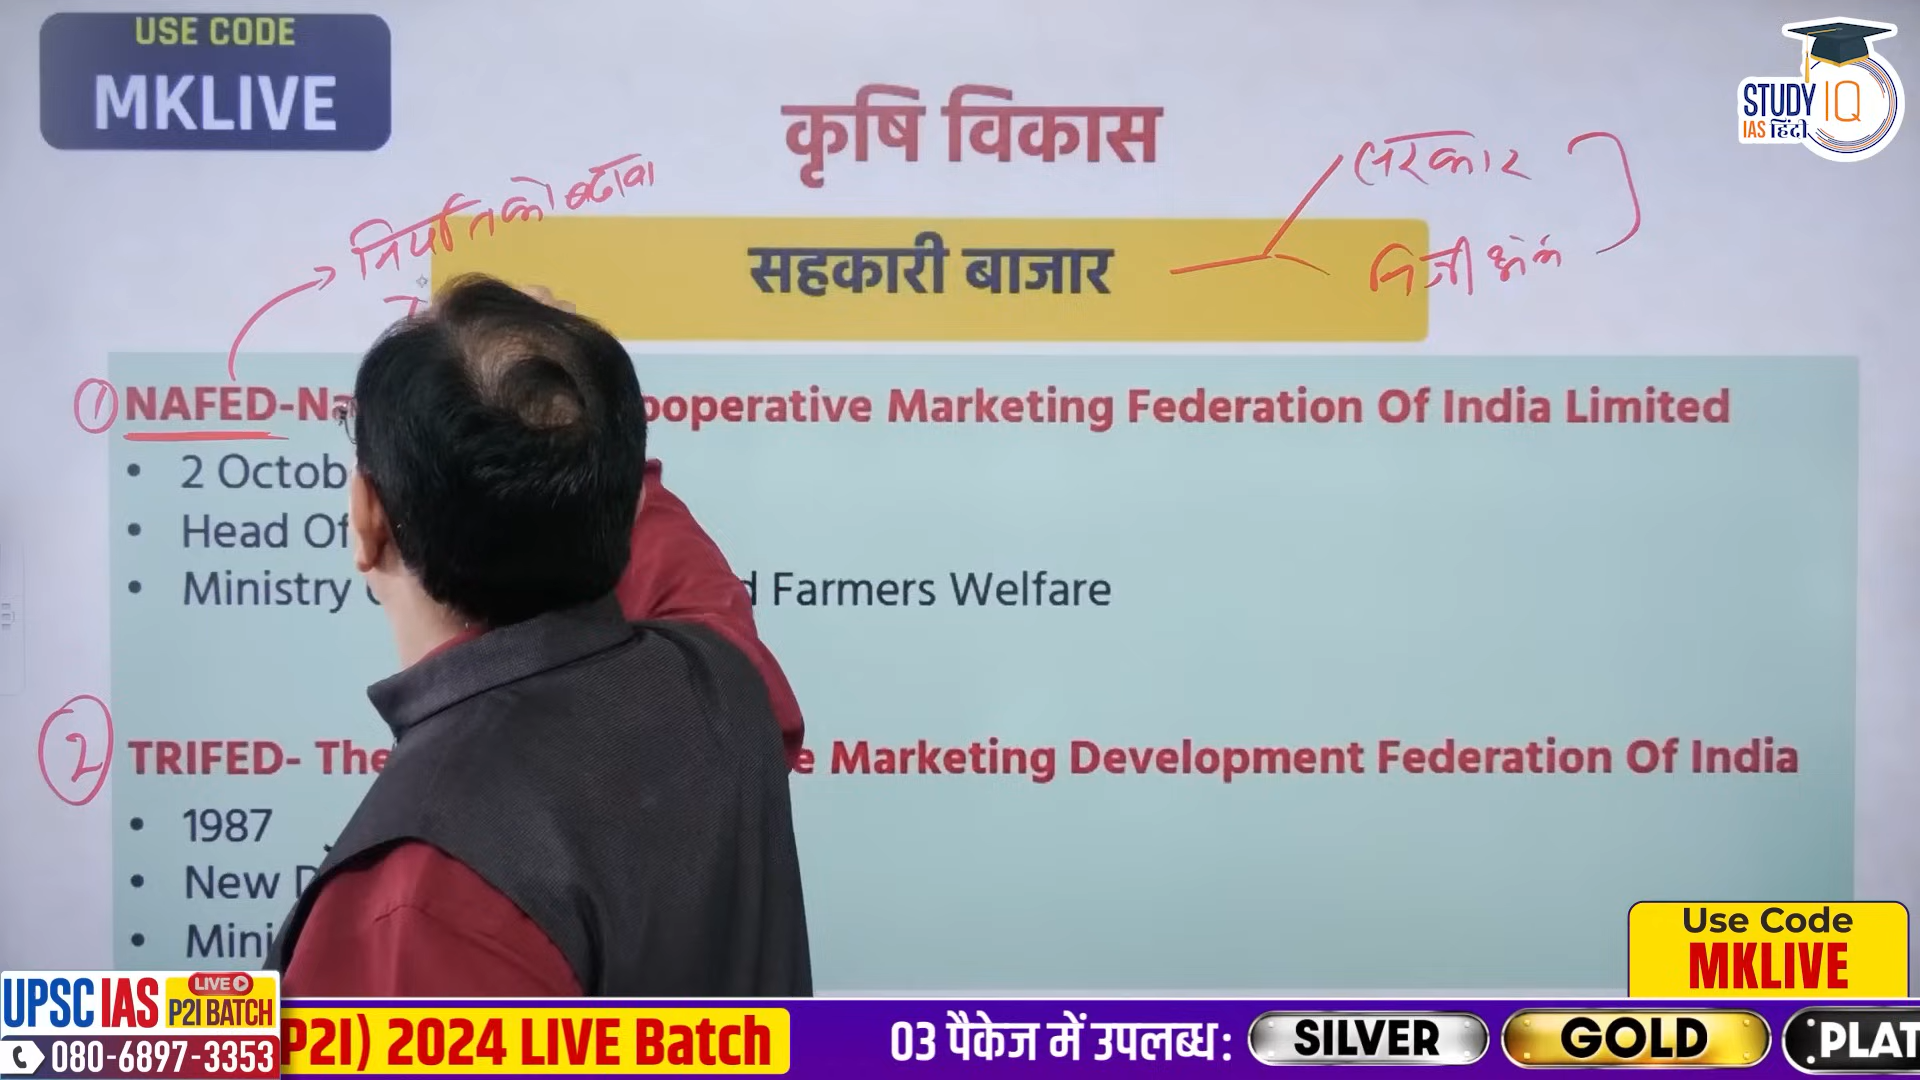 USE CODE
MKLIVE
STUDY IQ
IAS हिंदी
कृषि विकास
सरकार
निर्यात को बढ़ावा
सहकारी बाजार
निजी क्षेत्र
① NAFED-Na ooperative Marketing Federation Of India Limited
• 2 Octob
• Head Of
• Ministry d Farmers Welfare
② TRIFED- The e Marketing Development Federation Of India
• 1987
• New D
• Mini
Use Code
MKLIVE
UPSC IAS LIVE P2I BATCH
080-6897-3353
P2I) 2024 LIVE Batch 03 पैकेज में उपलब्ध: SILVER GOLD PLAT